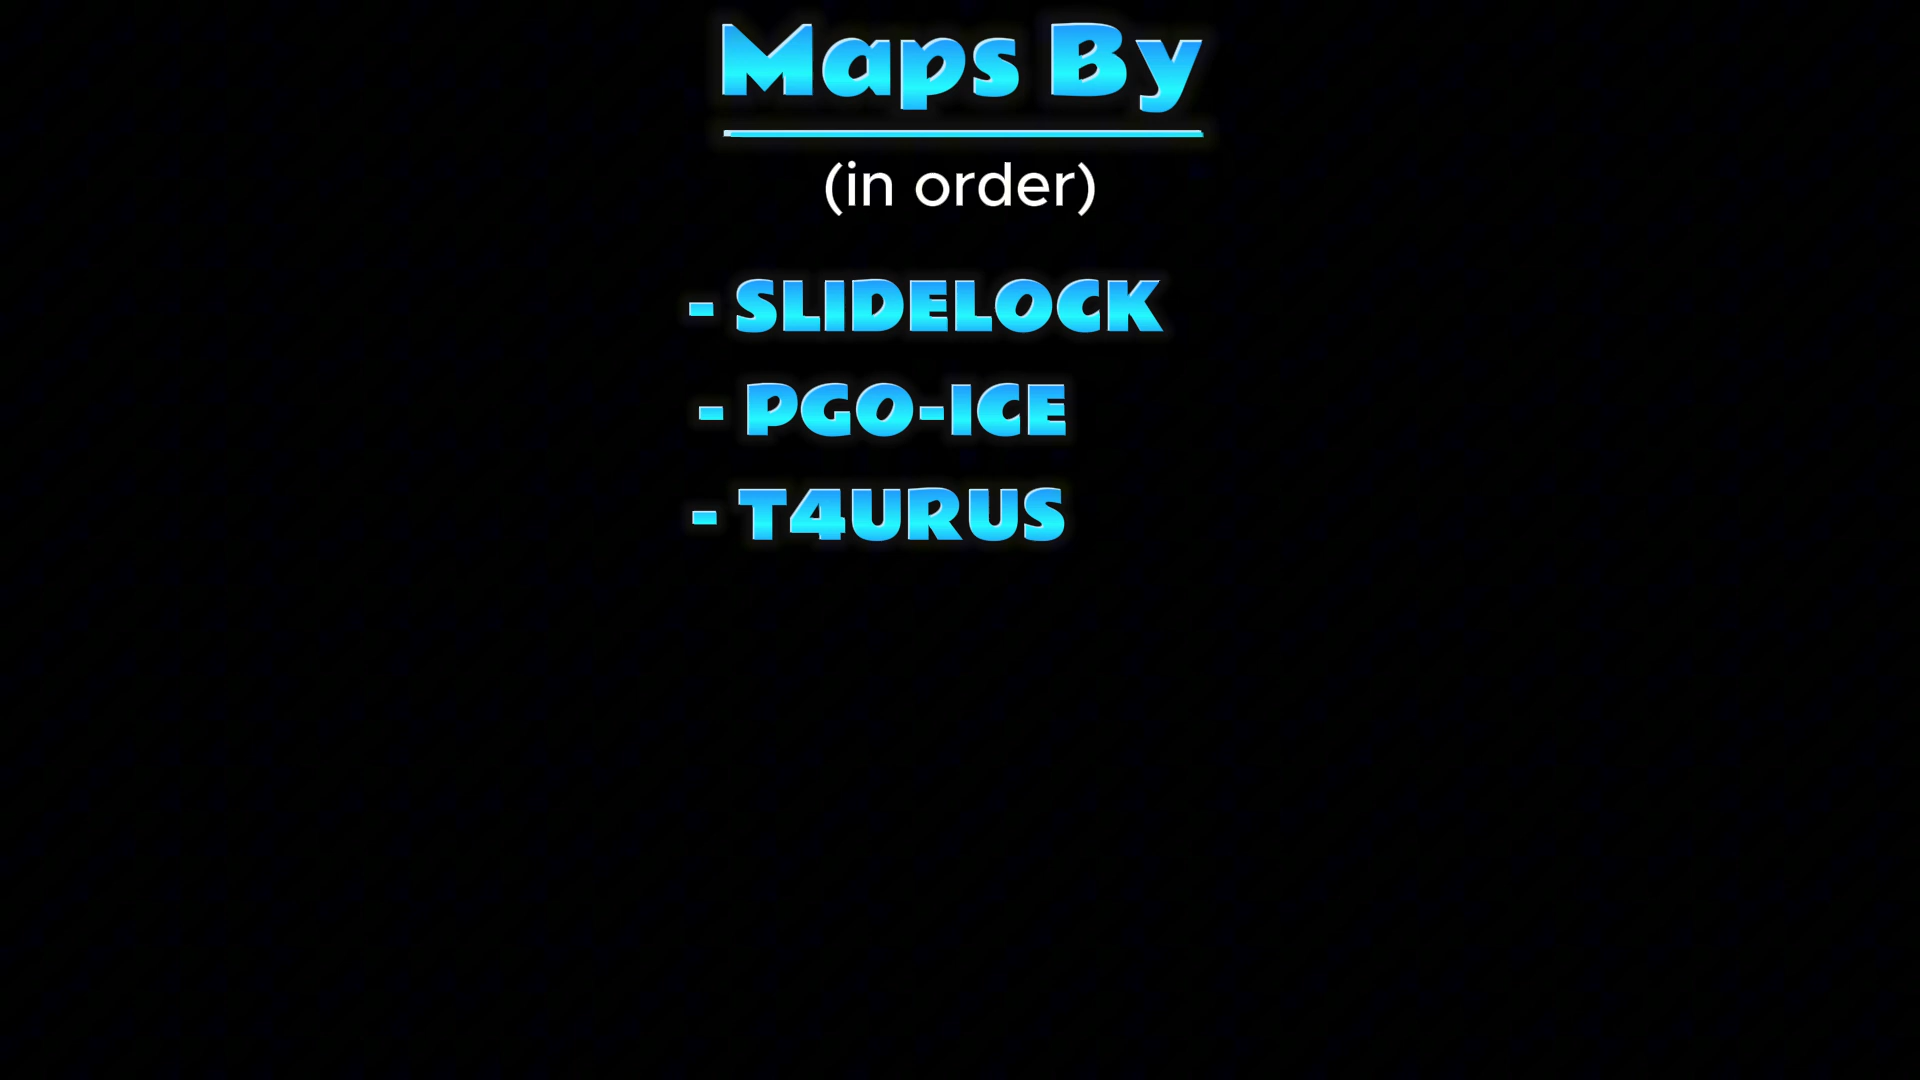 Maps By
(in order)
- SLIDELOCK
- PGO-ICE
- T4URUS